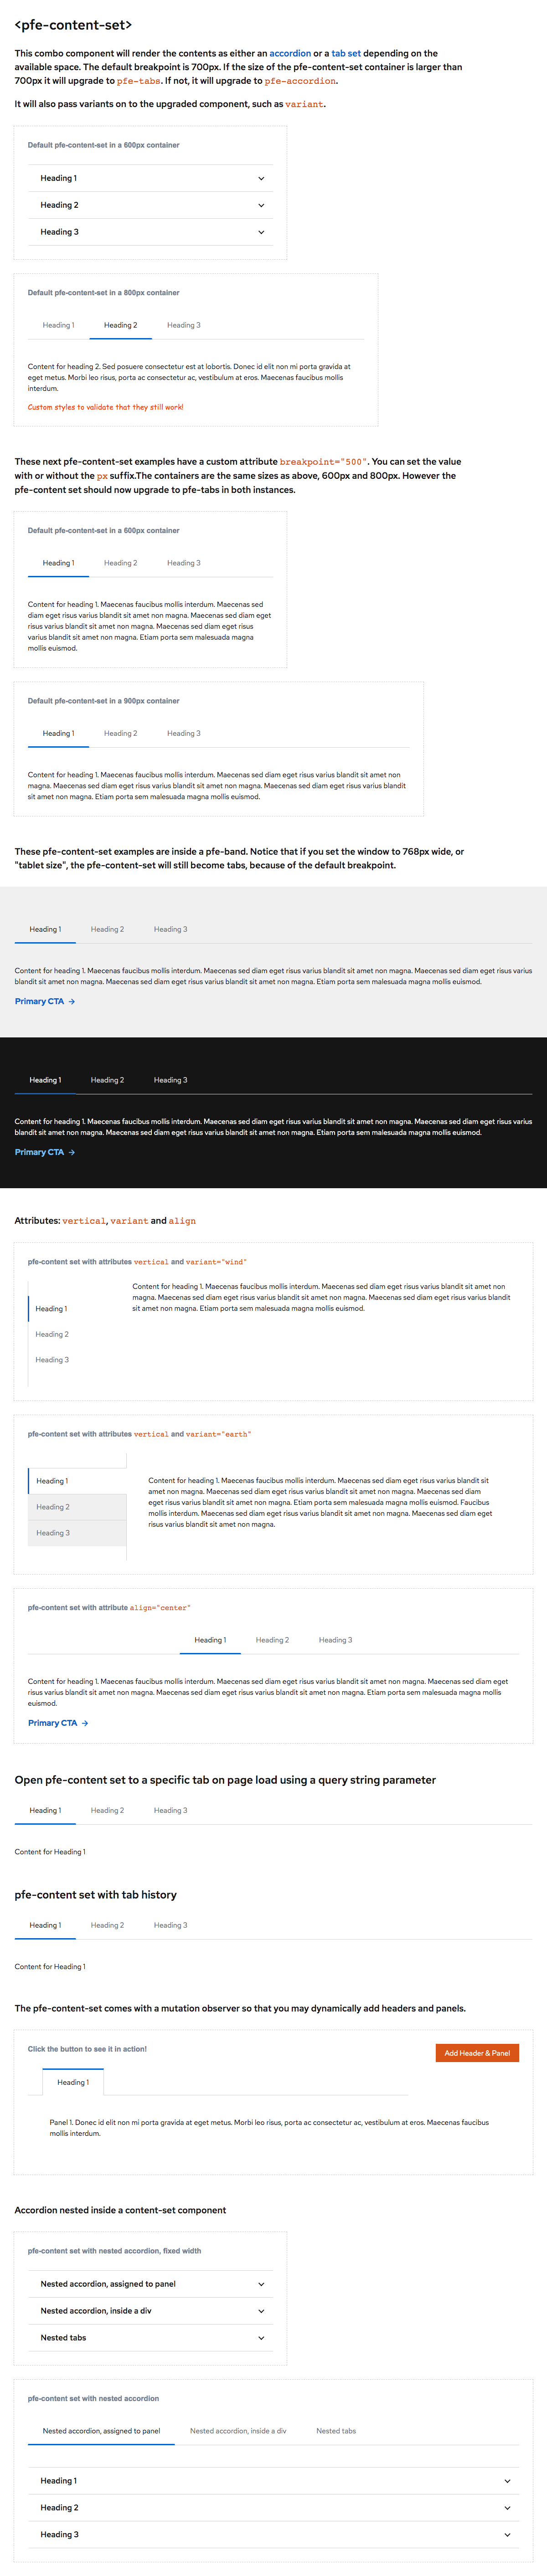 <pfe-content-set>
This combo component will render the contents as either an accordion or a tab set depending on the
available space. The default breakpoint is 700px. If the size of the pfe-content-set container is larger than
700px it will upgrade to pfe-tabs. If not, it will upgrade to pfe-accordion.
It will also pass variants on to the upgraded component, such as variant.
Default pfe-content-set in a 600px container
Heading 1
Heading 2
Heading 3
Default pfe-content-set in a 800px container
Heading 1 Heading 2 Heading 3
Content for heading 2. Sed posuere consectetur est at lobortis. Donec id elit non mi porta gravida at
eget metus. Morbi leo risus, porta ac consectetur ac, vestibulum at eros. Maecenas faucibus mollis
interdum.
Custom styles to validate that they still work!
These next pfe-content-set examples have a custom attribute breakpoint="500". You can set the value
with or without the px suffix.The containers are the same sizes as above, 600px and 800px. However the
pfe-content set should now upgrade to pfe-tabs in both instances.
Default pfe-content-set in a 600px container
Heading 1 Heading 2 Heading 3
Content for heading 1. Maecenas faucibus mollis interdum. Maecenas sed
diam eget risus varius blandit sit amet non magna. Maecenas sed diam eget
risus varius blandit sit amet non magna. Maecenas sed diam eget risus
varius blandit sit amet non magna. Etiam porta sem malesuada magna
mollis euismod.
Default pfe-content-set in a 900px container
Heading 1 Heading 2 Heading 3
Content for heading 1. Maecenas faucibus mollis interdum. Maecenas sed diam eget risus varius blandit sit amet non
magna. Maecenas sed diam eget risus varius blandit sit amet non magna. Maecenas sed diam eget risus varius blandit
sit amet non magna. Etiam porta sem malesuada magna mollis euismod.
These pfe-content-set examples are inside a pfe-band. Notice that if you set the window to 768px wide, or
"tablet size", the pfe-content-set will still become tabs, because of the default breakpoint.
Heading 1 Heading 2 Heading 3
Content for heading 1. Maecenas faucibus mollis interdum. Maecenas sed diam eget risus varius blandit sit amet non magna. Maecenas sed diam eget risus varius
blandit sit amet non magna. Maecenas sed diam eget risus varius blandit sit amet non magna. Etiam porta sem malesuada magna mollis euismod.
Primary CTA →
Heading 1 Heading 2 Heading 3
Content for heading 1. Maecenas faucibus mollis interdum. Maecenas sed diam eget risus varius blandit sit amet non magna. Maecenas sed diam eget risus varius
blandit sit amet non magna. Maecenas sed diam eget risus varius blandit sit amet non magna. Etiam porta sem malesuada magna mollis euismod.
Primary CTA →
Attributes: vertical, variant and align
pfe-content set with attributes vertical and variant="wind"
Content for heading 1. Maecenas faucibus mollis interdum. Maecenas sed diam eget risus varius blandit sit amet non
magna. Maecenas sed diam eget risus varius blandit sit amet non magna. Maecenas sed diam eget risus varius blandit
sit amet non magna. Etiam porta sem malesuada magna mollis euismod.
Heading 1
Heading 2
Heading 3
pfe-content set with attributes vertical and variant="earth"
Heading 1
Heading 2
Heading 3
Content for heading 1. Maecenas faucibus mollis interdum. Maecenas sed diam eget risus varius blandit sit
amet non magna. Maecenas sed diam eget risus varius blandit sit amet non magna. Maecenas sed diam
eget risus varius blandit sit amet non magna. Etiam porta sem malesuada magna mollis euismod. Faucibus
mollis interdum. Maecenas sed diam eget risus varius blandit sit amet non magna. Maecenas sed diam eget
risus varius blandit sit amet non magna.
pfe-content set with attribute align="center"
Heading 1 Heading 2 Heading 3
Content for heading 1. Maecenas faucibus mollis interdum. Maecenas sed diam eget risus varius blandit sit amet non magna. Maecenas sed diam eget
risus varius blandit sit amet non magna. Maecenas sed diam eget risus varius blandit sit amet non magna. Etiam porta sem malesuada magna mollis
euismod.
Primary CTA →
Open pfe-content set to a specific tab on page load using a query string parameter
Heading 1 Heading 2 Heading 3
Content for Heading 1
pfe-content set with tab history
Heading 1 Heading 2 Heading 3
Content for Heading 1
The pfe-content-set comes with a mutation observer so that you may dynamically add headers and panels.
Click the button to see it in action!
Add Header & Panel
Heading 1
Panel 1. Donec id elit non mi porta gravida at eget metus. Morbi leo risus, porta ac consectetur ac, vestibulum at eros. Maecenas faucibus
mollis interdum.
Accordion nested inside a content-set component
pfe-content set with nested accordion, fixed width
Nested accordion, assigned to panel
Nested accordion, inside a div
Nested tabs
pfe-content set with nested accordion
Nested accordion, assigned to panel Nested accordion, inside a div Nested tabs
Heading 1
Heading 2
Heading 3